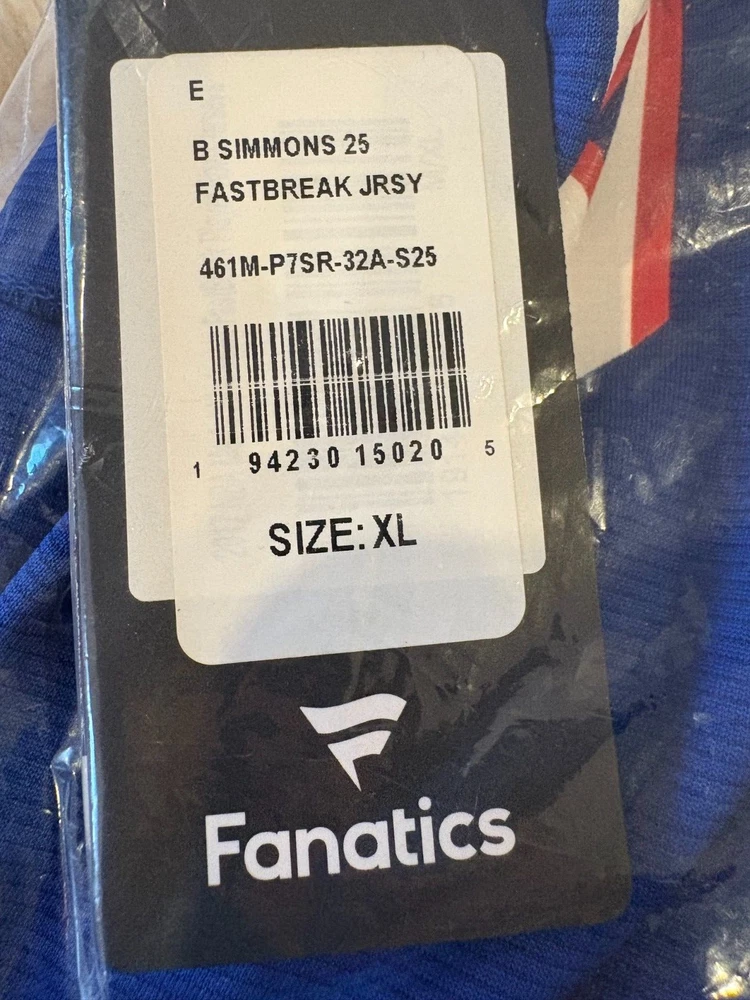 E
B SIMMONS 25
FASTBREAK JRSY
461M-P7SR-32A-S25
1 94230 15020 5
SIZE: XL
Fanatics